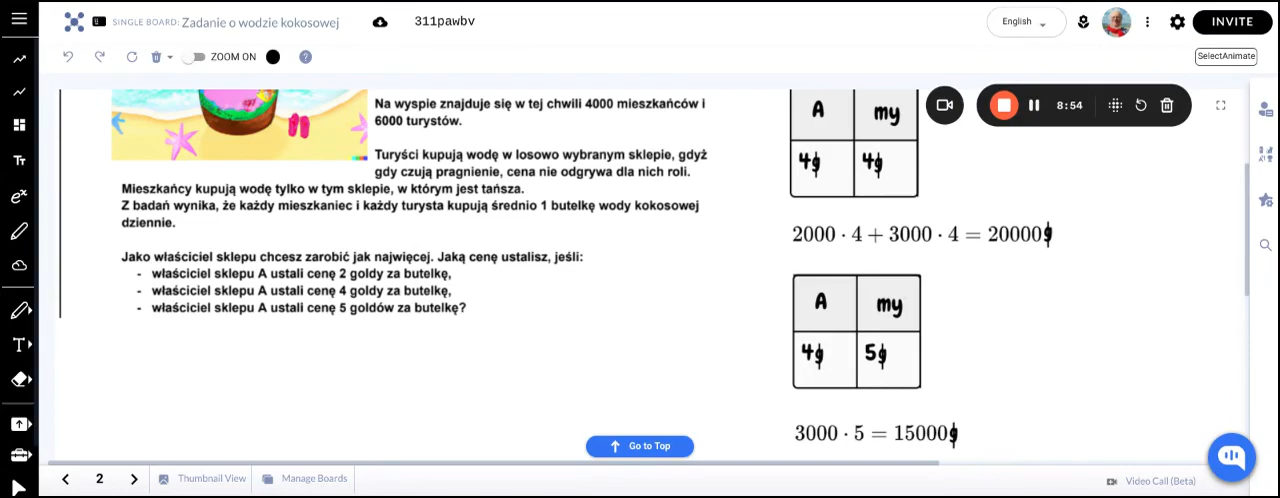 SINGLE BOARD: Zadanie o wodzie kokosowej
311pawbv
English
INVITE
ZOOM ON
SelectAnimate
8:54
Na wyspie znajduje się w tej chwili 4000 mieszkańców i
6000 turystów.
Turyści kupują wodę w losowo wybranym sklepie, gdyż
gdy czują pragnienie, cena nie odgrywa dla nich roli.
Mieszkańcy kupują wodę tylko w tym sklepie, w którym jest tańsza.
Z badań wynika, że każdy mieszkaniec i każdy turysta kupują średnio 1 butelkę wody kokosowej
dziennie.
Jako właściciel sklepu chcesz zarobić jak najwięcej. Jaką cenę ustalisz, jeśli:
- właściciel sklepu A ustali cenę 2 goldy za butelkę,
- właściciel sklepu A ustali cenę 4 goldy za butelkę,
- właściciel sklepu A ustali cenę 5 goldów za butelkę?
A my
4g 4g
2000 · 4 + 3000 · 4 = 20000g
A my
4g 5g
3000 · 5 = 15000g
Go to Top
2
Thumbnail View
Manage Boards
Video Call (Beta)
Tт
eˣ
T